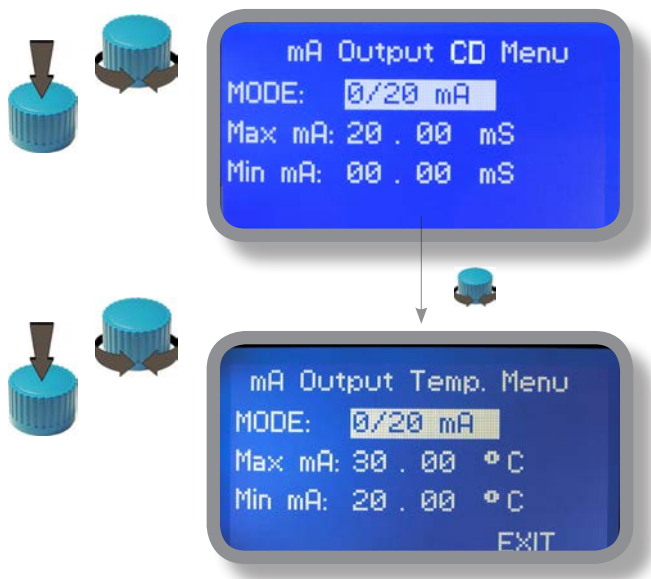 mA Output CD Menu
MODE: 0/20 mA
Max mA: 20 . 00 mS
Min mA: 00 . 00 mS
mA Output Temp. Menu
MODE: 0/20 mA
Max mA: 30 . 00 °C
Min mA: 20 . 00 °C
EXIT